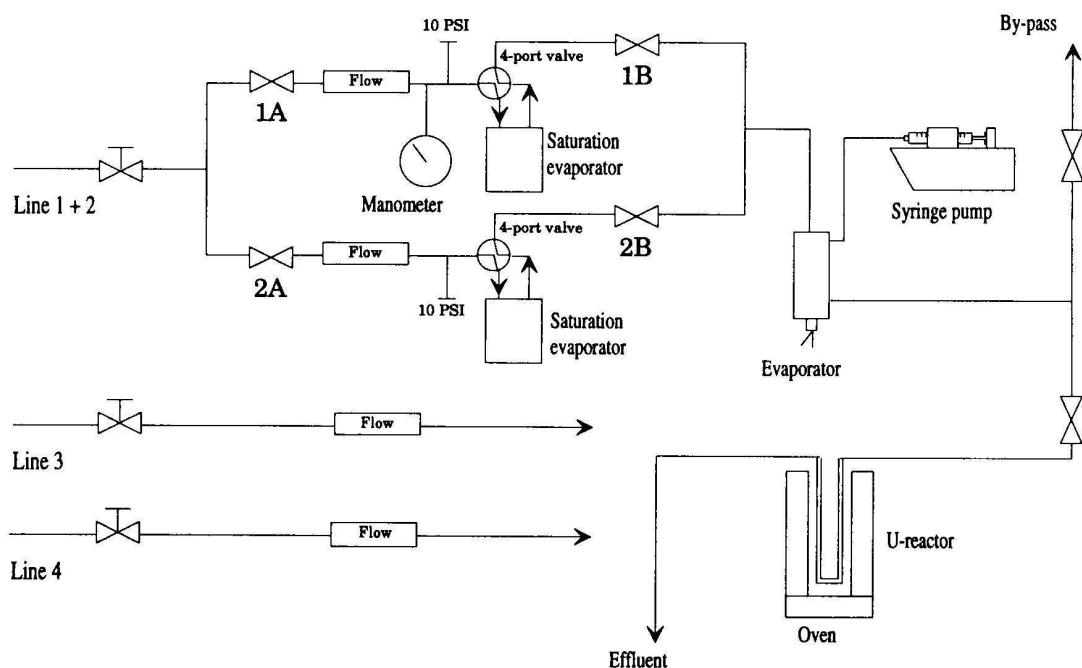 By-pass
10 PSI
4-port valve
1B
Flow
1A
Saturation
evaporator
Manometer
Line 1 + 2
Syringe pump
4-port valve
2B
Flow
2A
10 PSI
Saturation
evaporator
Evaporator
Flow
Line 3
Flow
Line 4
U-reactor
Oven
Effluent